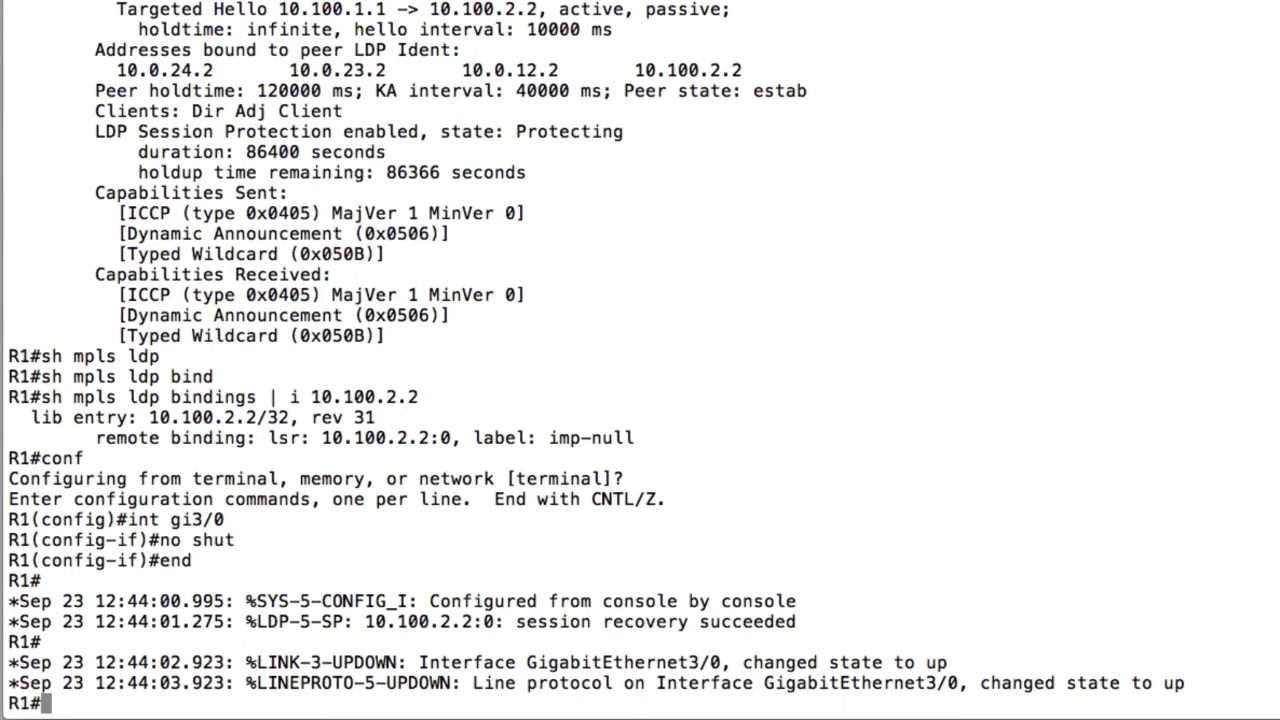 Targeted Hello 10.100.1.1 -> 10.100.2.2, active, passive;
holdtime: infinite, hello interval: 10000 ms
Addresses bound to peer LDP Ident:
10.0.24.2       10.0.23.2       10.0.12.2       10.100.2.2
Peer holdtime: 120000 ms; KA interval: 40000 ms; Peer state: estab
Clients: Dir Adj Client
LDP Session Protection enabled, state: Protecting
duration: 86400 seconds
holdup time remaining: 86366 seconds
Capabilities Sent:
[ICCP (type 0x0405) MajVer 1 MinVer 0]
[Dynamic Announcement (0x0506)]
[Typed Wildcard (0x050B)]
Capabilities Received:
[ICCP (type 0x0405) MajVer 1 MinVer 0]
[Dynamic Announcement (0x0506)]
[Typed Wildcard (0x050B)]
R1#sh mpls ldp
R1#sh mpls ldp bind
R1#sh mpls ldp bindings | i 10.100.2.2
lib entry: 10.100.2.2/32, rev 31
remote binding: lsr: 10.100.2.2:0, label: imp-null
R1#conf
Configuring from terminal, memory, or network [terminal]?
Enter configuration commands, one per line.  End with CNTL/Z.
R1(config)#int gi3/0
R1(config-if)#no shut
R1(config-if)#end
R1#
*Sep 23 12:44:00.995: %SYS-5-CONFIG_I: Configured from console by console
*Sep 23 12:44:01.275: %LDP-5-SP: 10.100.2.2:0: session recovery succeeded
R1#
*Sep 23 12:44:02.923: %LINK-3-UPDOWN: Interface GigabitEthernet3/0, changed state to up
*Sep 23 12:44:03.923: %LINEPROTO-5-UPDOWN: Line protocol on Interface GigabitEthernet3/0, changed state to up
R1#